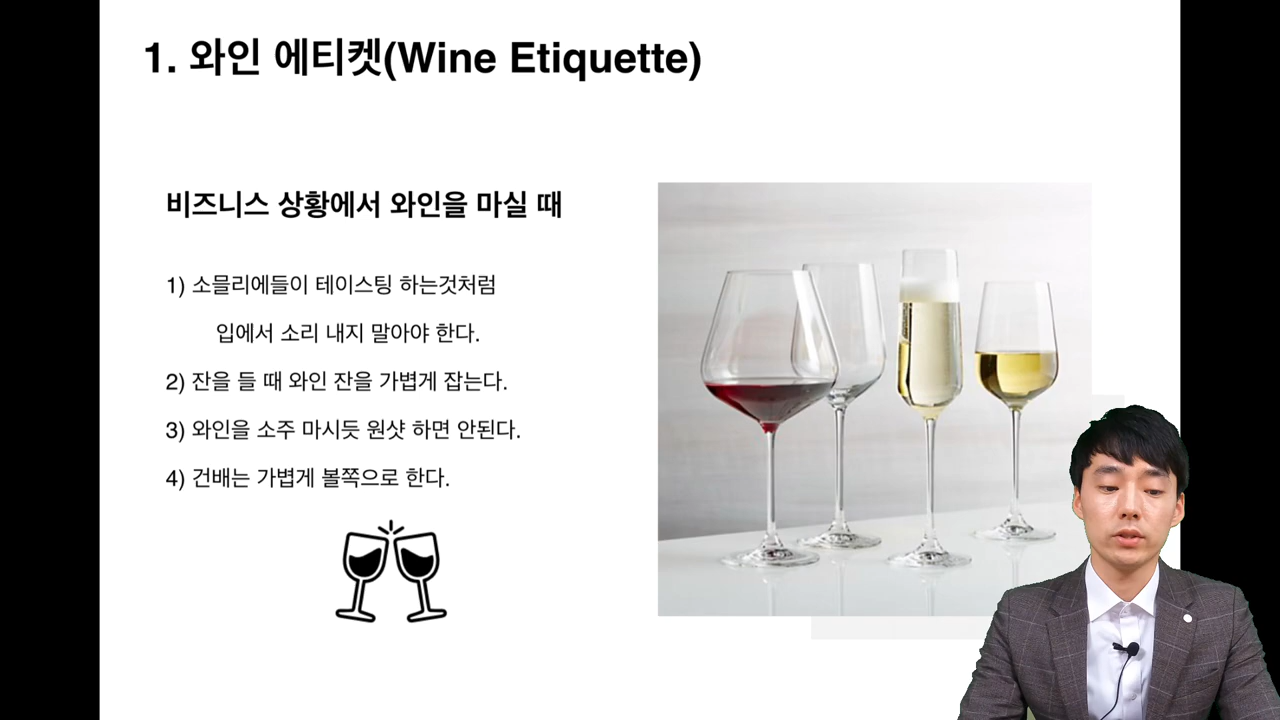 1. 와인 에티켓(Wine Etiquette)
비즈니스 상황에서 와인을 마실 때
1) 소믈리에들이 테이스팅 하는것처럼
입에서 소리 내지 말아야 한다.
2) 잔을 들 때 와인 잔을 가볍게 잡는다.
3) 와인을 소주 마시듯 원샷 하면 안된다.
4) 건배는 가볍게 볼쪽으로 한다.